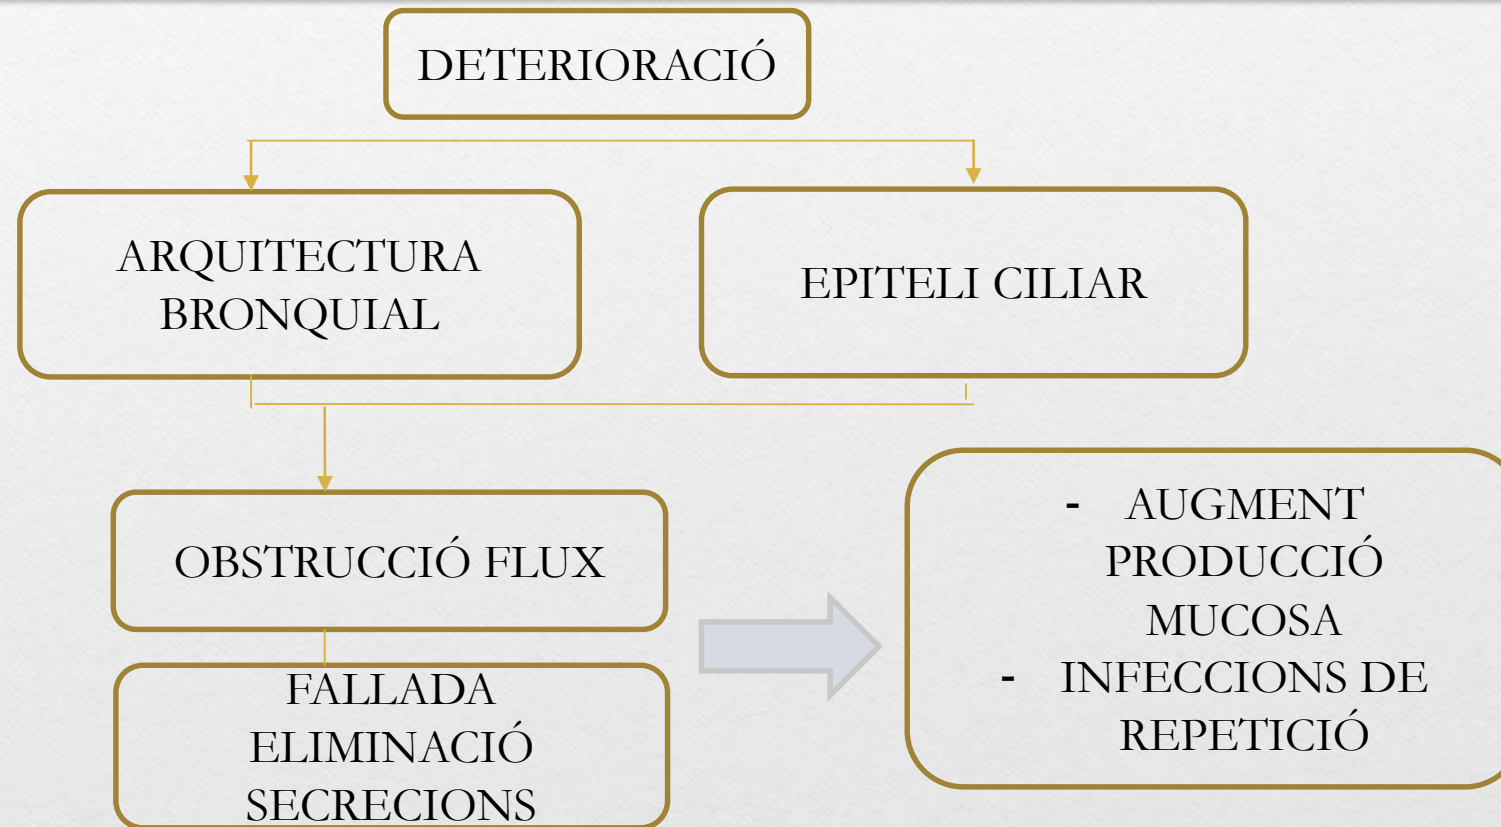 DETERIORACIÓ
ARQUITECTURA
BRONQUIAL
EPITELI CILIAR
OBSTRUCCIÓ FLUX
FALLADA
ELIMINACIÓ
SECRECIONS
- AUGMENT
PRODUCCIÓ
MUCOSA
- INFECCIONS DE
REPETICIÓ